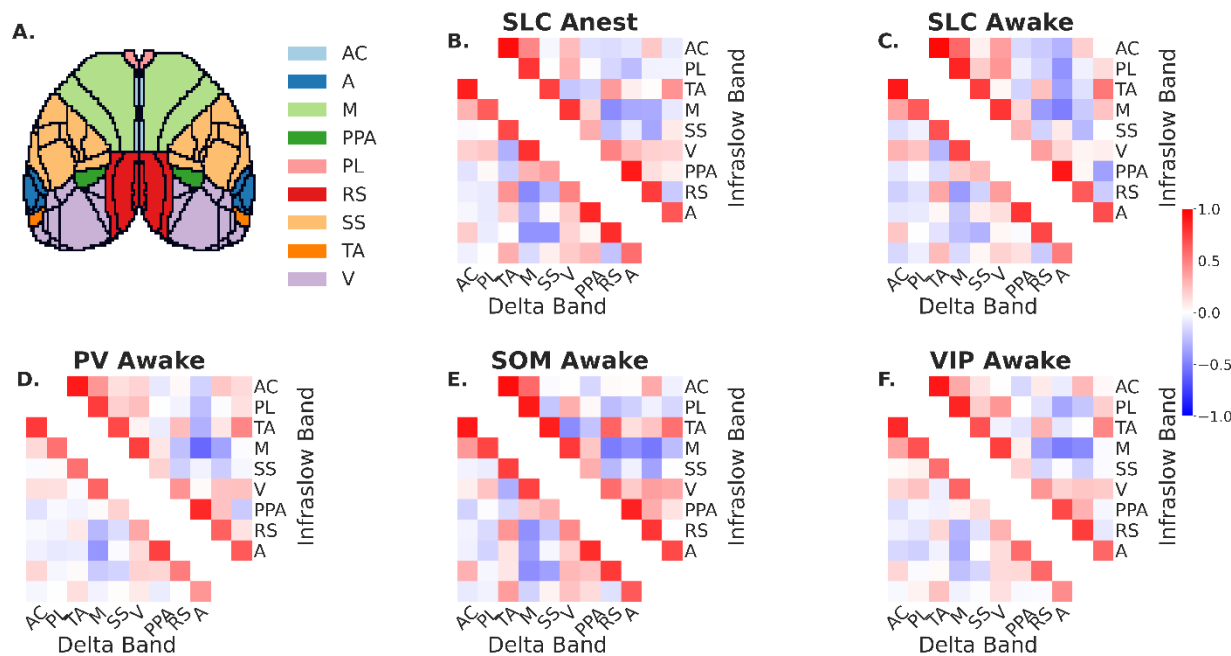 A.
AC
A
M
PPA
PL
RS
SS
TA
V
SLC Anest
B.
AC
PL
TA
M
SS
V
PPA
RS
A
Infraslow Band
AC PL TA M SS V PPA RS A
Delta Band
SLC Awake
C.
AC
PL
TA
M
SS
V
PPA
RS
A
Infraslow Band
AC PL TA M SS V PPA RS A
Delta Band
1.0
0.5
0.0
−0.5
−1.0
PV Awake
D.
AC
PL
TA
M
SS
V
PPA
RS
A
Infraslow Band
AC PL TA M SS V PPA RS A
Delta Band
SOM Awake
E.
AC
PL
TA
M
SS
V
PPA
RS
A
Infraslow Band
AC PL TA M SS V PPA RS A
Delta Band
VIP Awake
F.
AC
PL
TA
M
SS
V
PPA
RS
A
Infraslow Band
AC PL TA M SS V PPA RS A
Delta Band